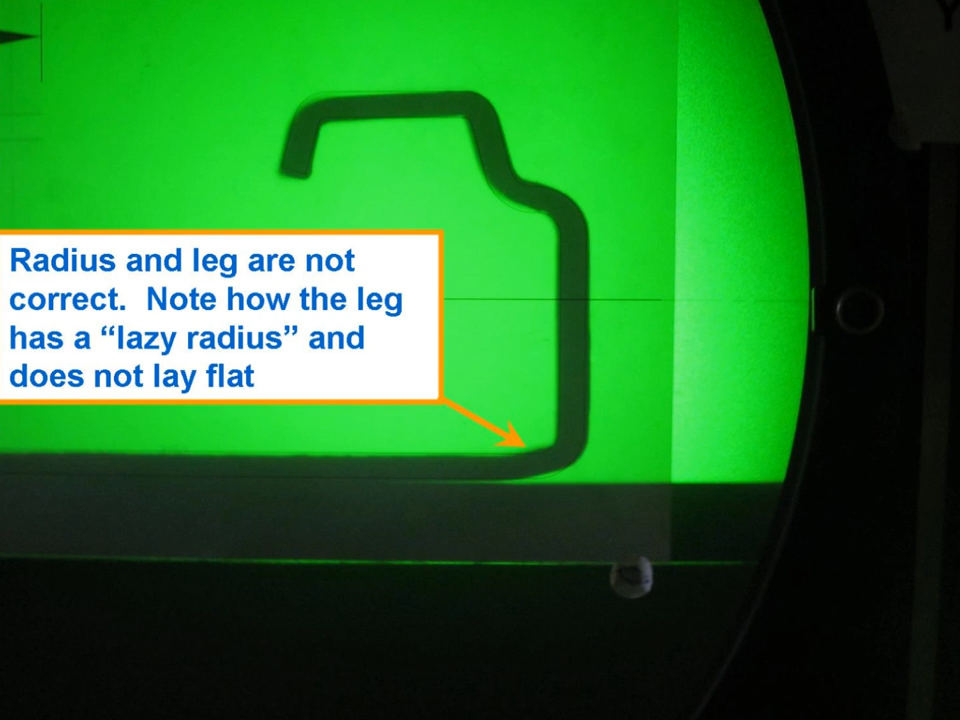 Radius and leg are not
correct.  Note how the leg
has a “lazy radius” and
does not lay flat